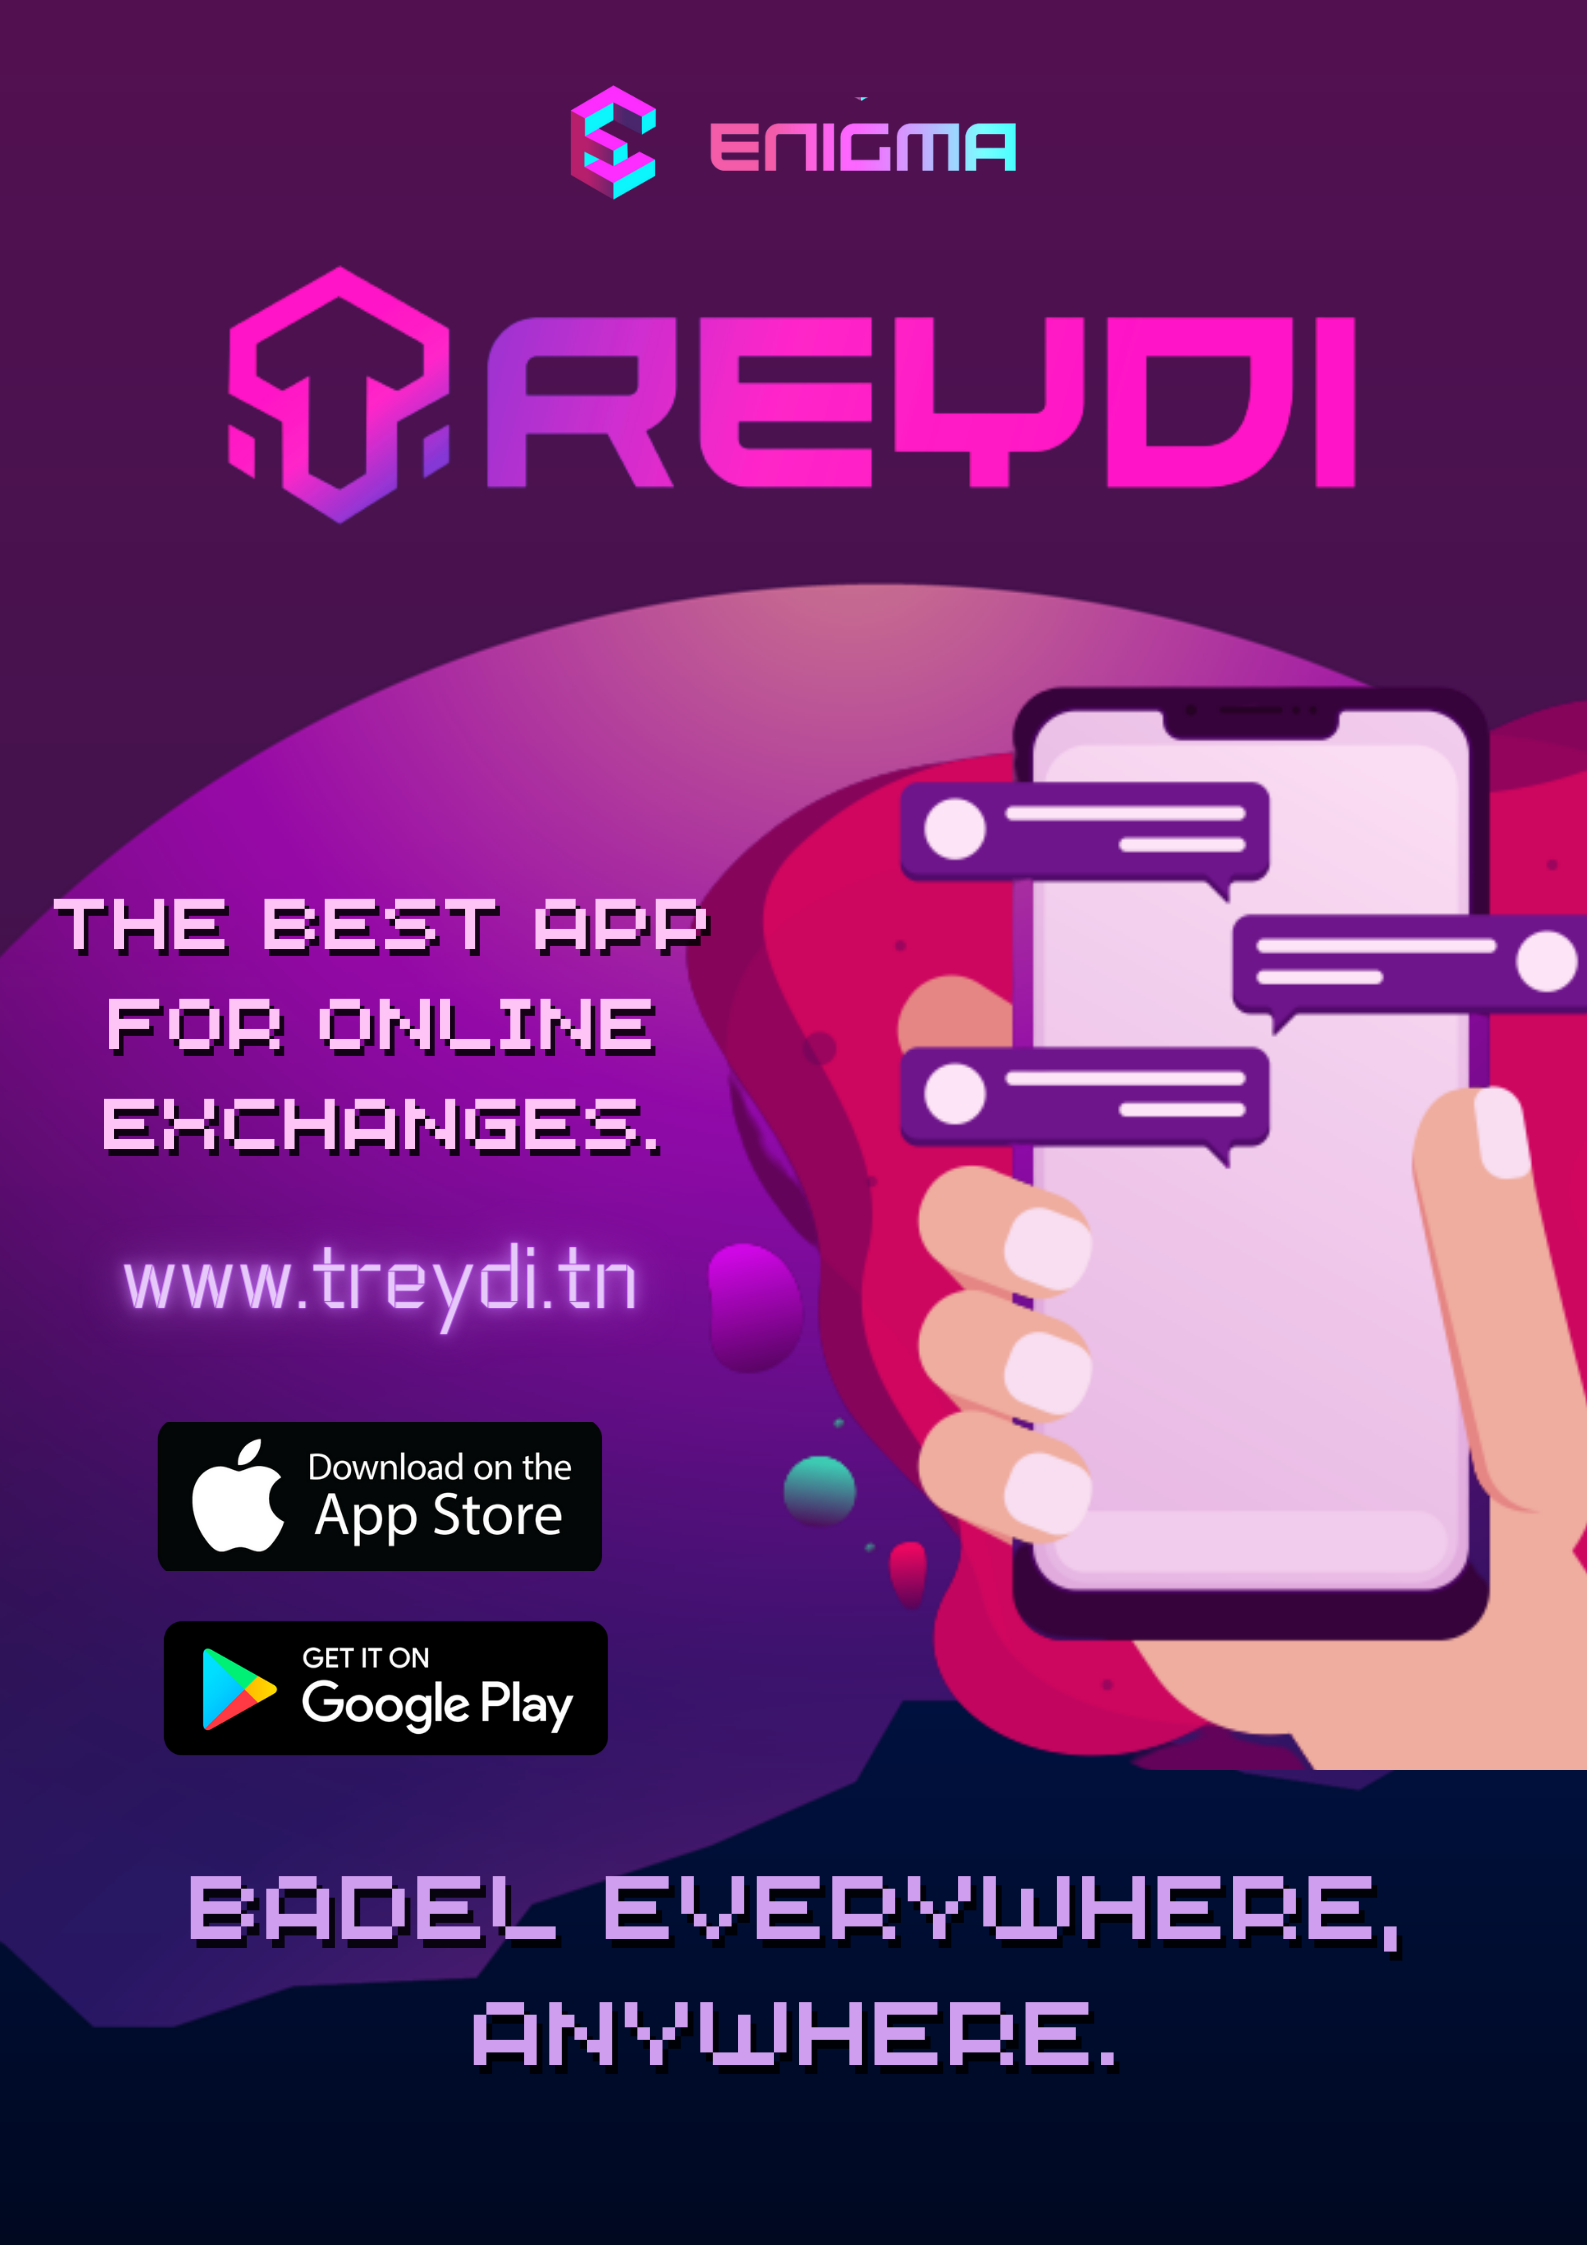 ENIGMA
TREYDI
THE BEST APP
FOR ONLINE
EXCHANGES.
www.treydi.tn
Download on the
App Store
GET IT ON
Google Play
BADEL EVERYWHERE,
ANYWHERE.